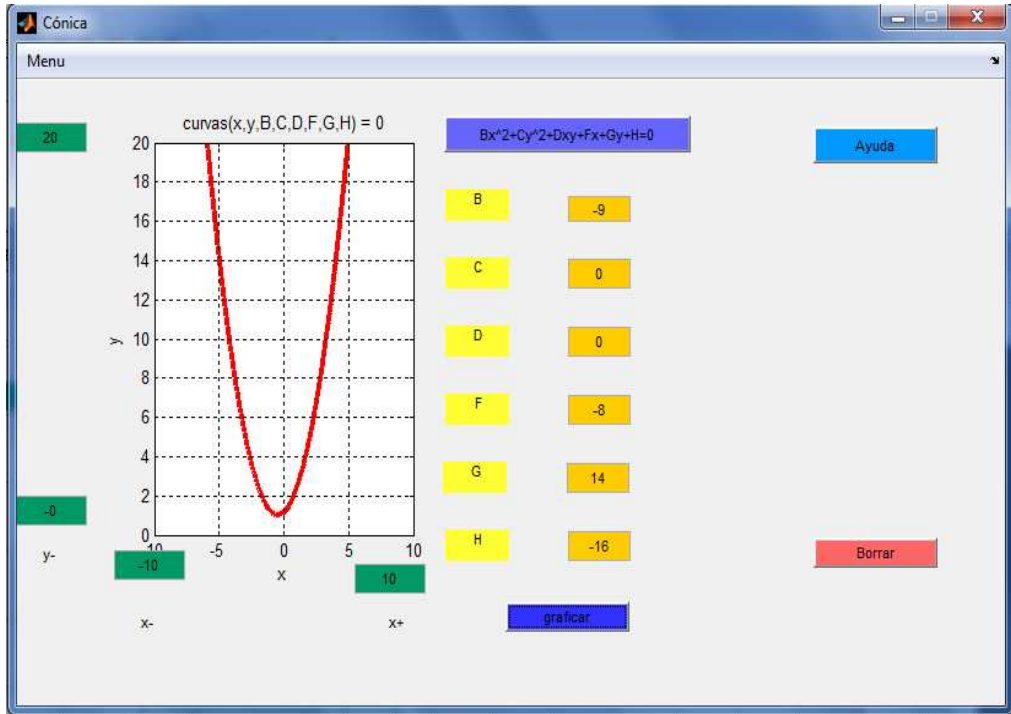 Cónica
Menu
20
curvas(x,y,B,C,D,F,G,H) = 0
20
18
16
14
12
10
8
6
4
2
0
y
-5
0
5
10
x
-0
y-
-10
10
x-
x+
Bx^2+Cy^2+Dxy+Fx+Gy+H=0
B
-9
C
0
D
0
F
-8
G
14
H
-16
graficar
Ayuda
Borrar